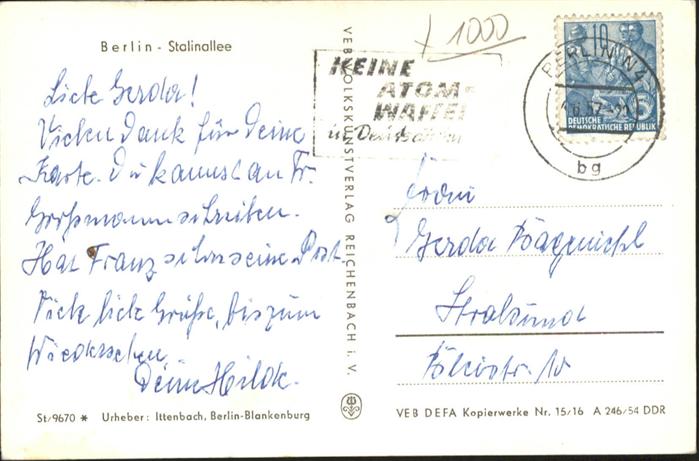 Berlin - Stalinallee
Liebe Gerda!
Vielen Dank für Deine
Karte. Du kannst an Fr.
Großmann schreiben.
Hat Franz schon seine Post.
Viele liebe Grüße, bis zum
Wiedersehen
Deine Hilde.
St/9670 * Urheber: Ittenbach, Berlin-Blankenburg
VEB VOLKSKUNSTVERLAG REICHENBACH i. V.
1000
KEINE
ATOM-
WAFFEN
in Deutschland
BERLIN N 4
bg
10
DEUTSCHE
DEMOKRATISCHE REPUBLIK
Gerda
Stralsund
VEB DEFA Kopierwerke Nr. 15/16 A 246/54 DDR